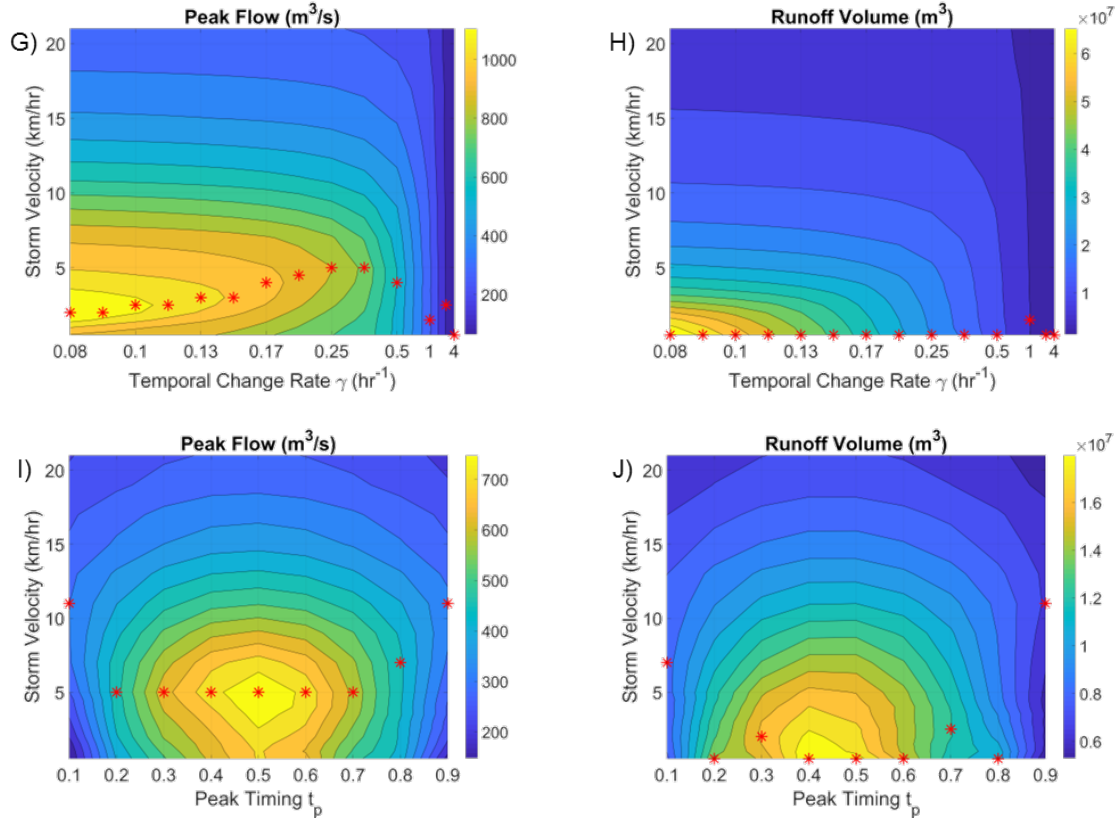 G)
Peak Flow (m³/s)
20
15
10
5
Storm Velocity (km/hr)
0.08 0.1 0.13 0.17 0.25 0.5 1 4
Temporal Change Rate γ (hr⁻¹)
1000
800
600
400
200
H)
Runoff Volume (m³)
×10⁷
20
15
10
5
Storm Velocity (km/hr)
0.08 0.1 0.13 0.17 0.25 0.5 1 4
Temporal Change Rate γ (hr⁻¹)
6
5
4
3
2
1
I)
Peak Flow (m³/s)
20
15
10
5
Storm Velocity (km/hr)
0.1 0.2 0.3 0.4 0.5 0.6 0.7 0.8 0.9
Peak Timing tₚ
700
600
500
400
300
200
J)
Runoff Volume (m³)
×10⁷
20
15
10
5
Storm Velocity (km/hr)
0.1 0.2 0.3 0.4 0.5 0.6 0.7 0.8 0.9
Peak Timing tₚ
1.6
1.4
1.2
1
0.8
0.6